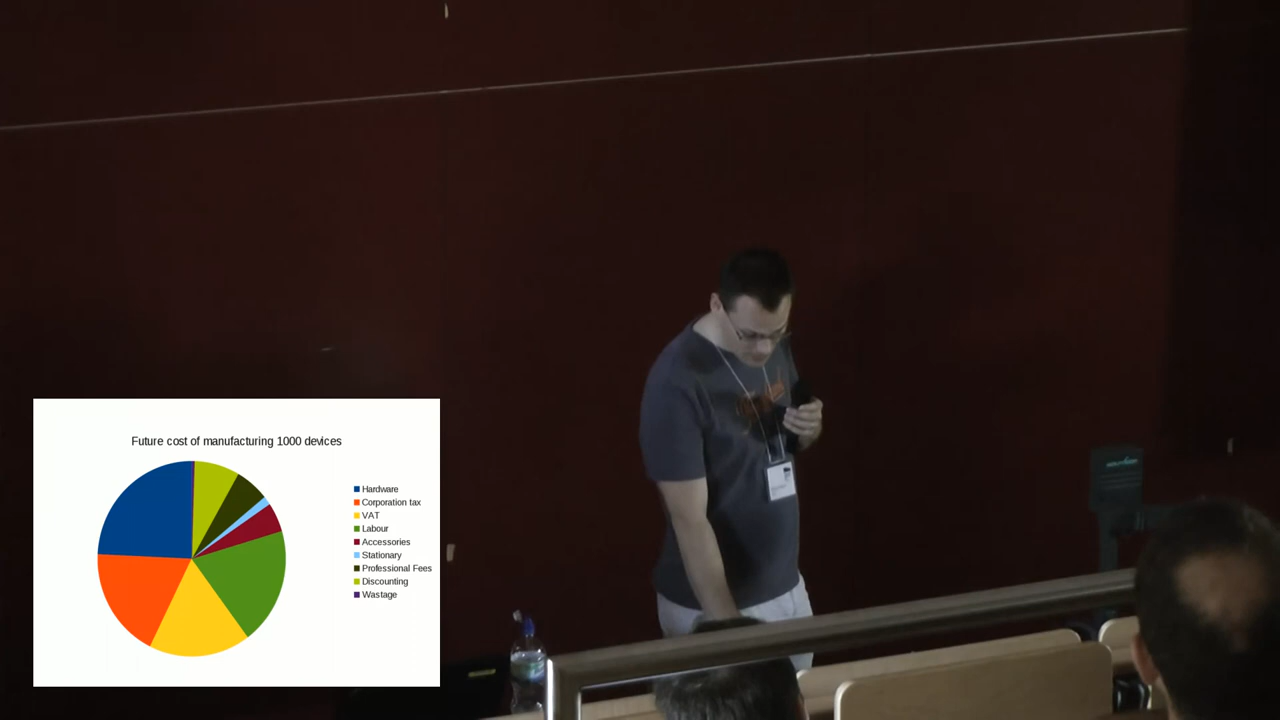 Future cost of manufacturing 1000 devices
Hardware
Corporation tax
VAT
Labour
Accessories
Stationary
Professional Fees
Discounting
Wastage